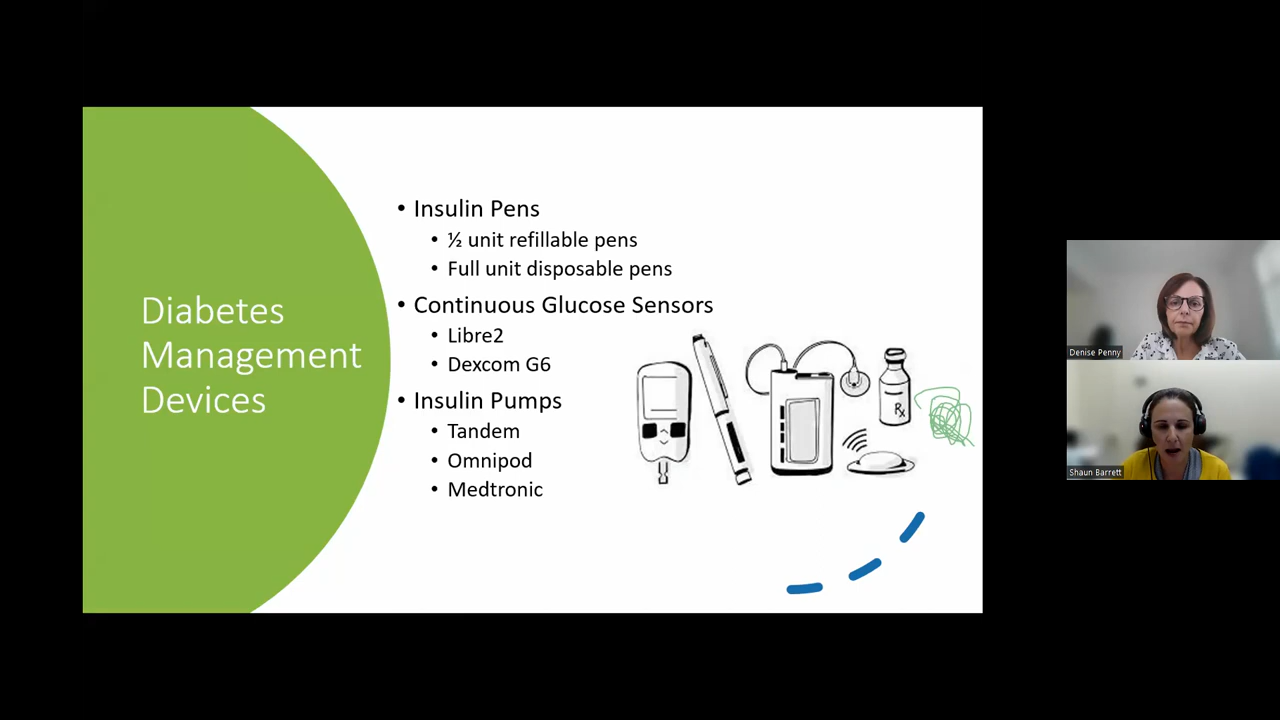 Diabetes
Management
Devices
• Insulin Pens
• ½ unit refillable pens
• Full unit disposable pens
• Continuous Glucose Sensors
• Libre2
• Dexcom G6
• Insulin Pumps
• Tandem
• Omnipod
• Medtronic
Rx
Denise Penny
Shaun Barrett